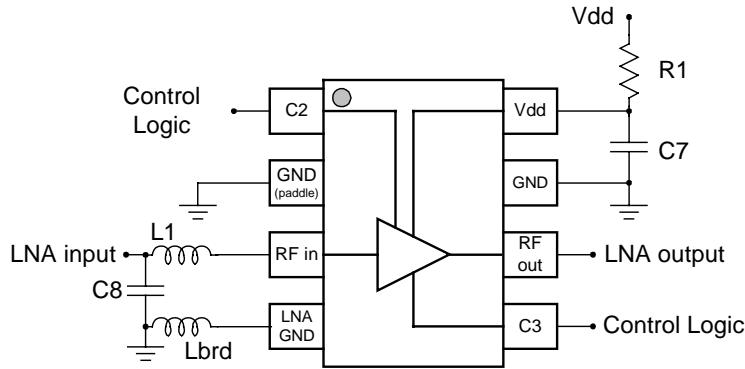 Vdd
R1
Control
Logic
C2
Vdd
C7
GND
(paddle)
GND
L1
LNA input
RF in
RF
out
LNA output
C8
LNA
GND
Lbrd
C3
Control Logic